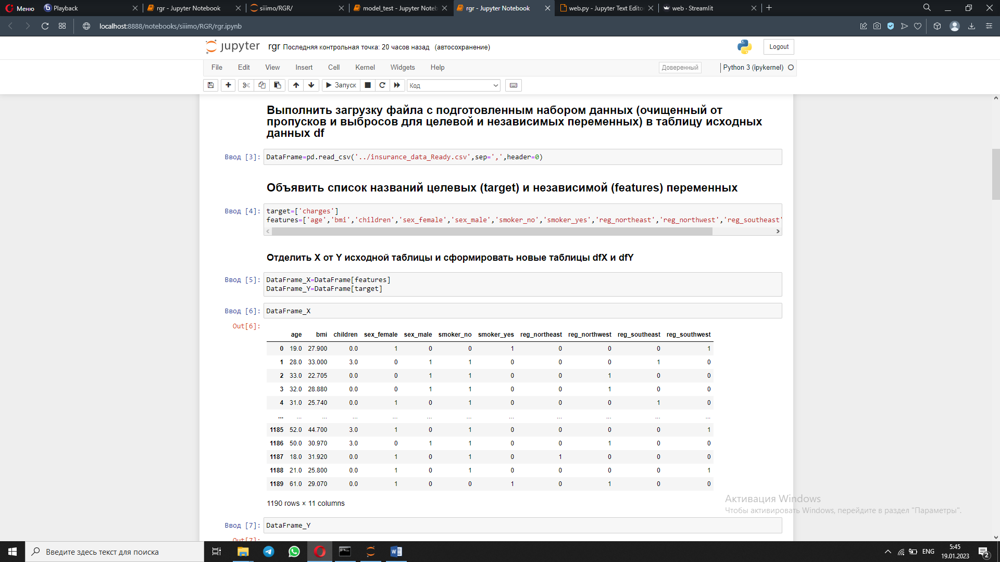 Меню
Playback
rgr - Jupyter Notebook
siiimo/RGR/
model_test - Jupyter Noteb
rgr - Jupyter Notebook
web.py - Jupyter Text Edito
web · Streamlit
localhost:8888/notebooks/siiimo/RGR/rgr.ipynb
jupyter rgr Последняя контрольная точка: 20 часов назад (автосохранение)
Logout
File Edit View Insert Cell Kernel Widgets Help
Доверенный
Python 3 (ipykernel)
Запуск
Код
Выполнить загрузку файла с подготовленным набором данных (очищенный от
пропусков и выбросов для целевой и независимых переменных) в таблицу исходных
данных df
Ввод [3]: DataFrame=pd.read_csv('../insurance_data_Ready.csv',sep=',',header=0)
Объявить список названий целевых (target) и независимой (features) переменных
Ввод [4]: target=['charges']
features=['age','bmi','children','sex_female','sex_male','smoker_no','smoker_yes','reg_northeast','reg_northwest','reg_southeast'
Отделить X от Y исходной таблицы и сформировать новые таблицы dfX и dfY
Ввод [5]: DataFrame_X=DataFrame[features]
DataFrame_Y=DataFrame[target]
Ввод [6]: DataFrame_X
Out[6]:
age bmi children sex_female sex_male smoker_no smoker_yes reg_northeast reg_northwest reg_southeast reg_southwest
0 19.0 27.900 0.0 1 0 0 1 0 0 0 1
1 28.0 33.000 3.0 0 1 1 0 0 0 1 0
2 33.0 22.705 0.0 0 1 1 0 0 1 0 0
3 32.0 28.880 0.0 0 1 1 0 0 1 0 0
4 31.0 25.740 0.0 1 0 1 0 0 0 1 0
... ... ... ... ... ... ... ... ... ... ... ...
1185 52.0 44.700 3.0 1 0 1 0 0 0 0 1
1186 50.0 30.970 3.0 0 1 1 0 0 1 0 0
1187 18.0 31.920 0.0 1 0 1 0 1 0 0 0
1188 21.0 25.800 0.0 1 0 1 0 0 0 0 1
1189 61.0 29.070 0.0 1 0 0 1 0 1 0 0
1190 rows × 11 columns
Активация Windows
Чтобы активировать Windows, перейдите в раздел "Параметры".
Ввод [7]: DataFrame_Y
Out[7]:
Введите здесь текст для поиска
ENG
5:45
19.01.2023
2